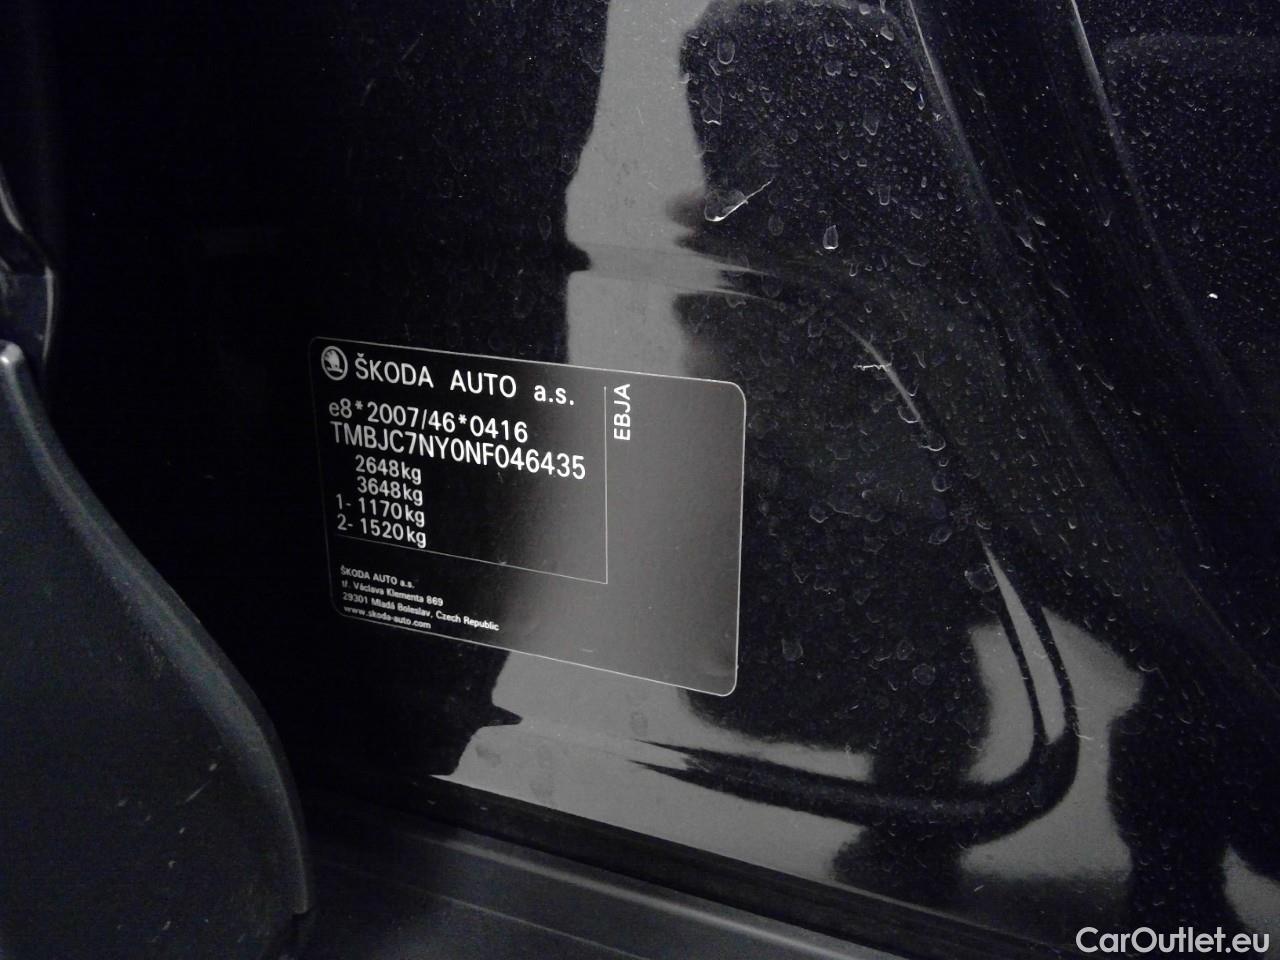 ŠKODA AUTO a.s.
EBJA
e8*2007/46*0416
TMBJC7NY0NF046435
2648kg
3648kg
1- 1170kg
2- 1520kg
ŠKODA AUTO a.s.
tř. Václava Klementa 869
29301 Mladá Boleslav, Czech Republic
www.skoda-auto.com
CarOutlet.eu